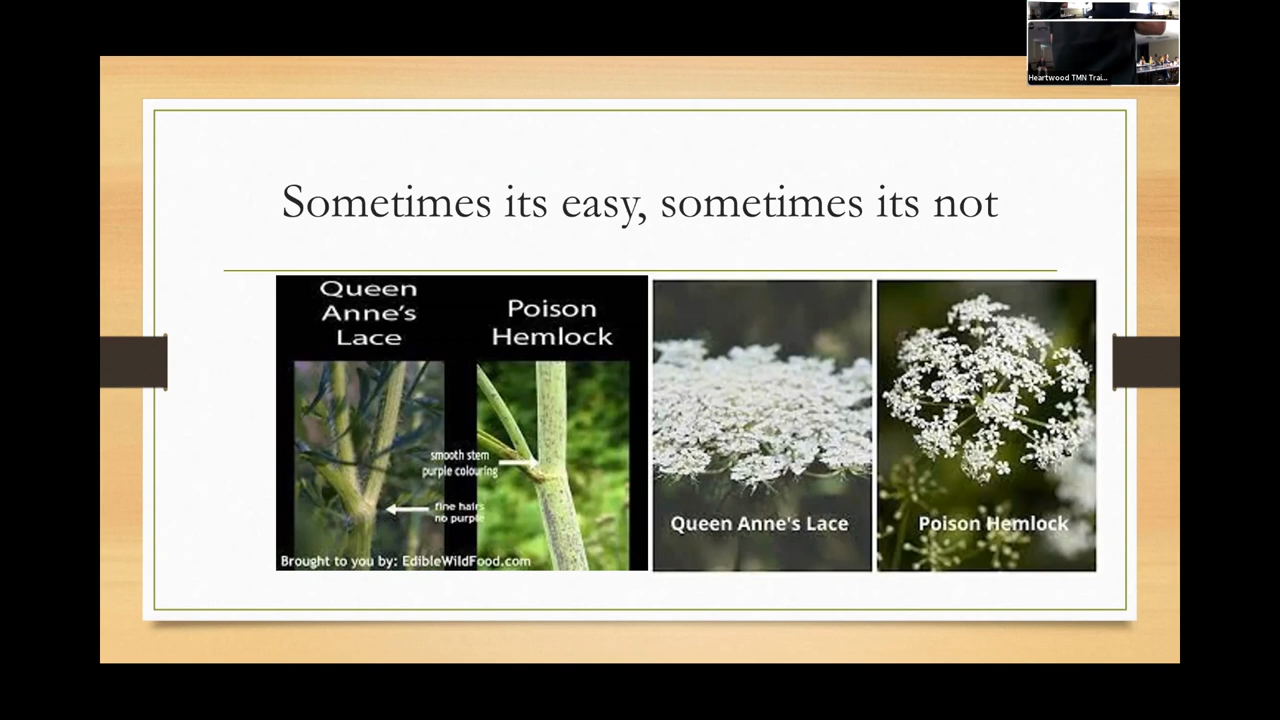 Heartwood TMN Trai...
Sometimes its easy, sometimes its not
Queen
Anne's
Lace
Poison
Hemlock
smooth stem
purple colouring
fine hairs
no purple
Brought to you by: EdibleWildFood.com
Queen Anne's Lace
Poison Hemlock